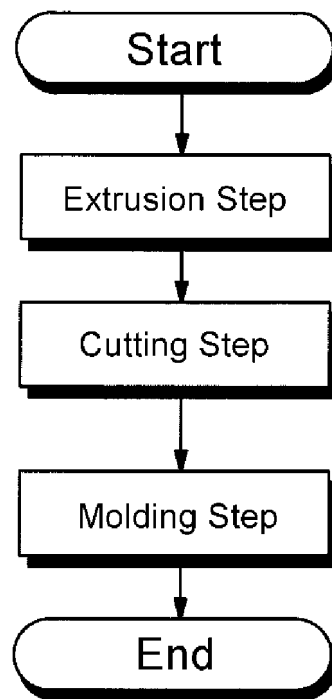 Start
Extrusion Step
Cutting Step
Molding Step
End